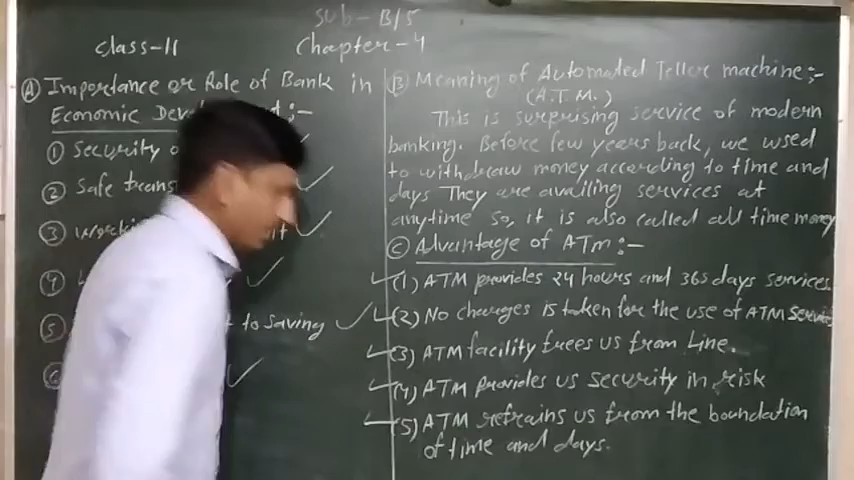 Sub - B/S
Class-11
Chapter-4
(A) Importance or Role of Bank in
Economic
(1) Security
(2) Safe
(3)
(4)
(5) to saving
(B) Meaning of Automated Teller machine :-
(A.T.M.)
This is surprising service of modern
banking. Before few years back, we used
to withdraw money according to time and
days They are availing services at
anytime so, it is also called all time money
(C) Advantage of ATM :-
(1) ATM provides 24 hours and 365 days services.
(2) No charges is taken for the use of ATM
(3) ATM facility frees us from Line.
(4) ATM provides us security in risk
(5) ATM refrains us from the boundation
of time and days.